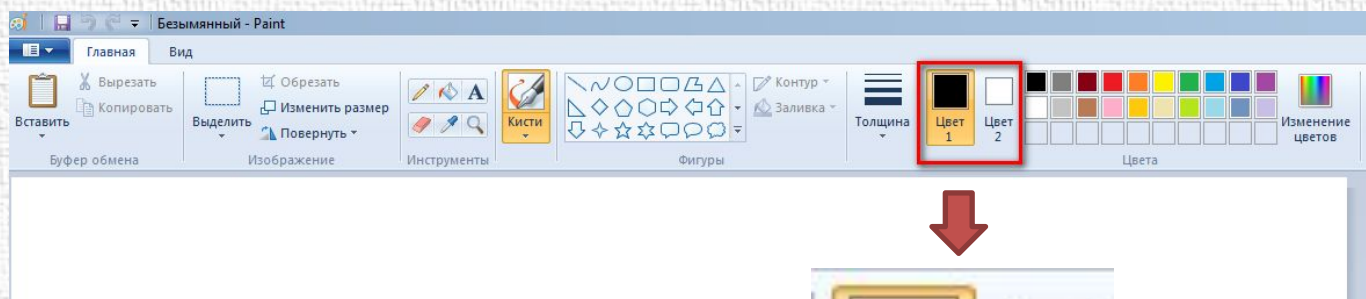 Безымянный - Paint
Главная Вид
Вставить
Вырезать
Копировать
Буфер обмена
Выделить
Обрезать
Изменить размер
Повернуть
Изображение
A
Инструменты
Кисти
Контур
Заливка
Фигуры
Толщина
Цвет 
1
Цвет
2
Изменение
цветов
Цвета